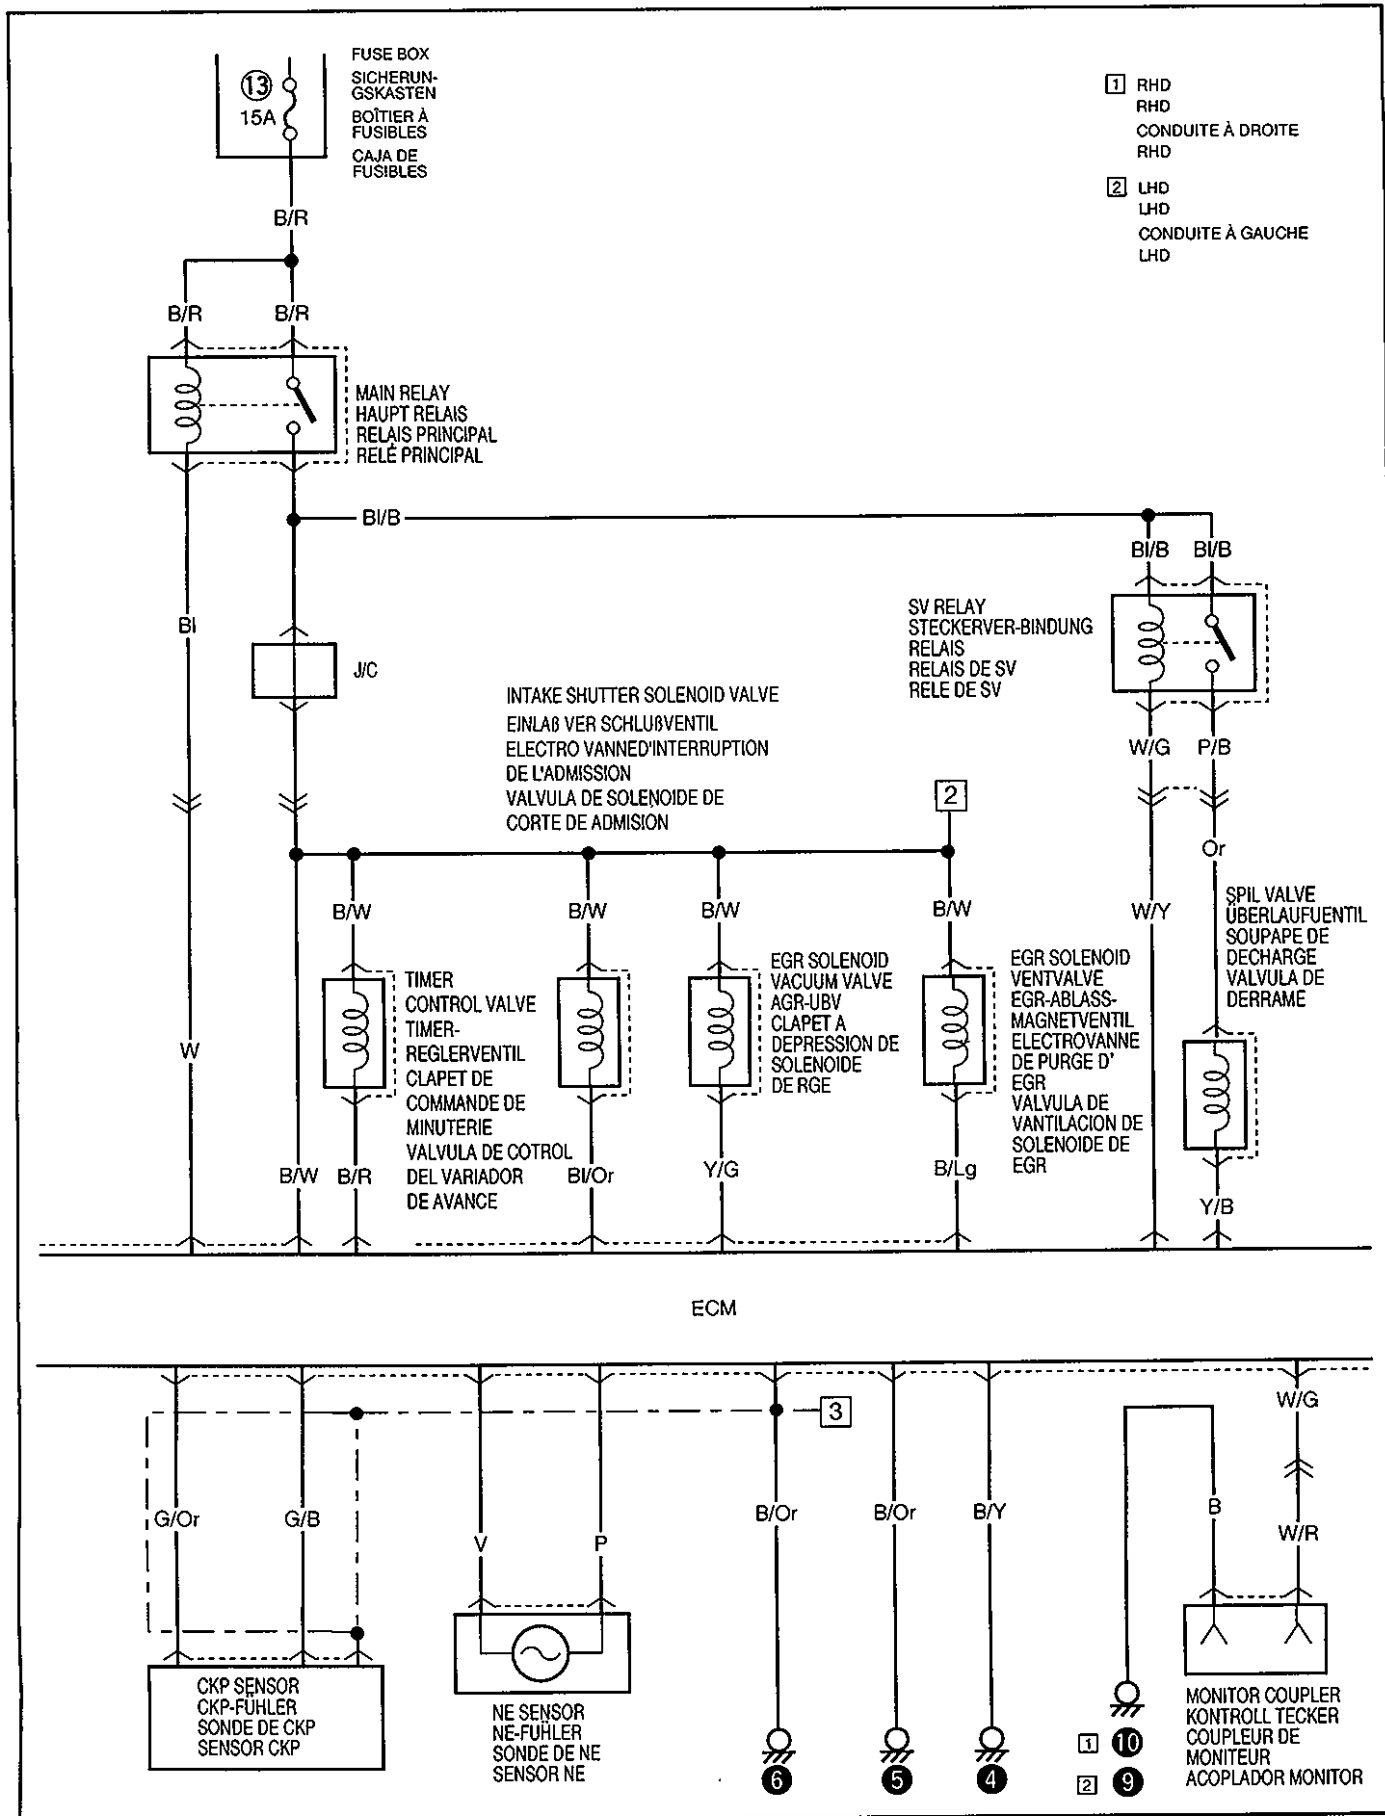 FUSE BOX
SICHERUN-
GSKASTEN
BOÎTIER À
FUSIBLES
CAJA DE
FUSIBLES
13
15A
1 RHD
RHD
CONDUITE À DROITE
RHD
2 LHD
LHD
CONDUITE À GAUCHE
LHD
B/R
B/R
B/R
MAIN RELAY
HAUPT RELAIS
RELAIS PRINCIPAL
RELÉ PRINCIPAL
Bl/B
Bl/B
Bl/B
SV RELAY
STECKERVER-BINDUNG
RELAIS
RELAIS DE SV
RELE DE SV
Bl
J/C
INTAKE SHUTTER SOLENOID VALVE
EINLAß VER SCHLUßVENTIL
ELECTRO VANNED'INTERRUPTION
DE L'ADMISSION
VALVULA DE SOLENOIDE DE
CORTE DE ADMISION
W/G
P/B
2
Or
B/W
B/W
B/W
B/W
W/Y
SPIL VALVE
ÜBERLAUFUENTIL
SOUPAPE DE
DECHARGE
VALVULA DE
DERRAME
TIMER
CONTROL VALVE
TIMER-
REGLERVENTIL
CLAPET DE
COMMANDE DE
MINUTERIE
VALVULA DE COTROL
DEL VARIADOR
DE AVANCE
EGR SOLENOID
VACUUM VALVE
AGR-UBV
CLAPET A
DEPRESSION DE
SOLENOIDE
DE RGE
EGR SOLENOID
VENTVALVE
EGR-ABLASS-
MAGNETVENTIL
ELECTROVANNE
DE PURGE D'
EGR
VALVULA DE
VANTILACION DE
SOLENOIDE DE
EGR
W
B/W
B/R
Bl/Or
Y/G
B/Lg
Y/B
ECM
3
W/G
G/Or
G/B
V
P
B/Or
B/Or
B/Y
B
W/R
CKP SENSOR
CKP-FÜHLER
SONDE DE CKP
SENSOR CKP
NE SENSOR
NE-FUHLER
SONDE DE NE
SENSOR NE
6
5
4
1 10
2 9
MONITOR COUPLER
KONTROLL TECKER
COUPLEUR DE
MONITEUR
ACOPLADOR MONITOR